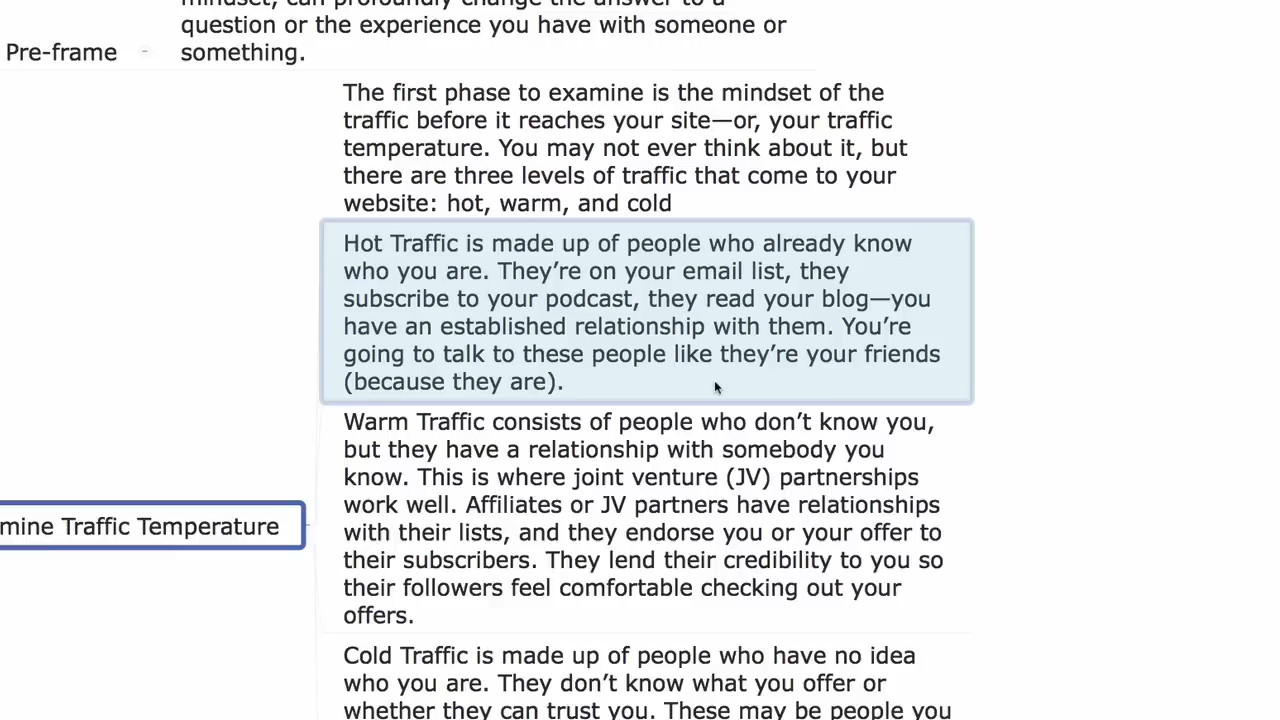 mindset, can profoundly change the answer to a
question or the experience you have with someone or
something.
Pre-frame
The first phase to examine is the mindset of the
traffic before it reaches your site—or, your traffic
temperature. You may not ever think about it, but
there are three levels of traffic that come to your
website: hot, warm, and cold
Hot Traffic is made up of people who already know
who you are. They’re on your email list, they
subscribe to your podcast, they read your blog—you
have an established relationship with them. You’re
going to talk to these people like they’re your friends
(because they are).
Warm Traffic consists of people who don’t know you,
but they have a relationship with somebody you
know. This is where joint venture (JV) partnerships
work well. Affiliates or JV partners have relationships
with their lists, and they endorse you or your offer to
their subscribers. They lend their credibility to you so
their followers feel comfortable checking out your
offers.
mine Traffic Temperature
Cold Traffic is made up of people who have no idea
who you are. They don’t know what you offer or
whether they can trust you. These may be people you